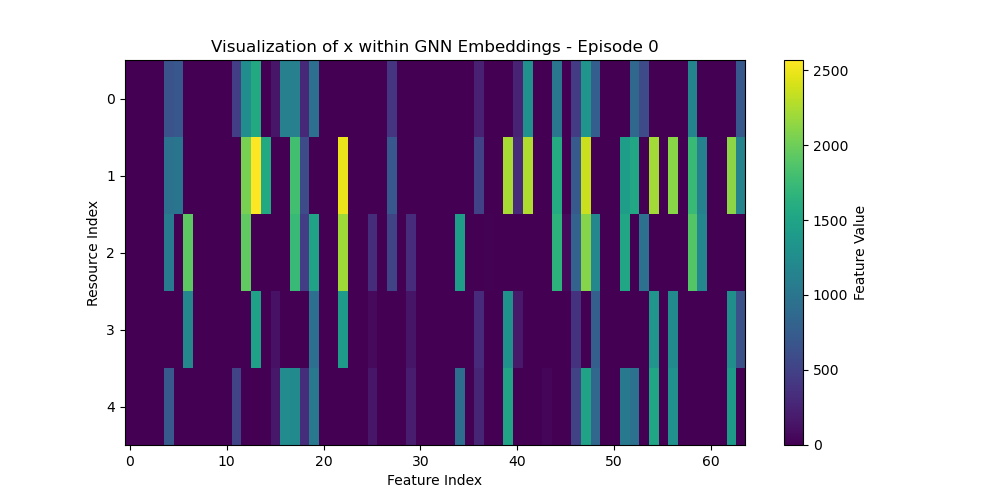 Visualization of x within GNN Embeddings - Episode 0
Resource Index
0
1
2
3
4
0 10 20 30 40 50 60
Feature Index
2500
2000
1500
1000
500
0
Feature Value